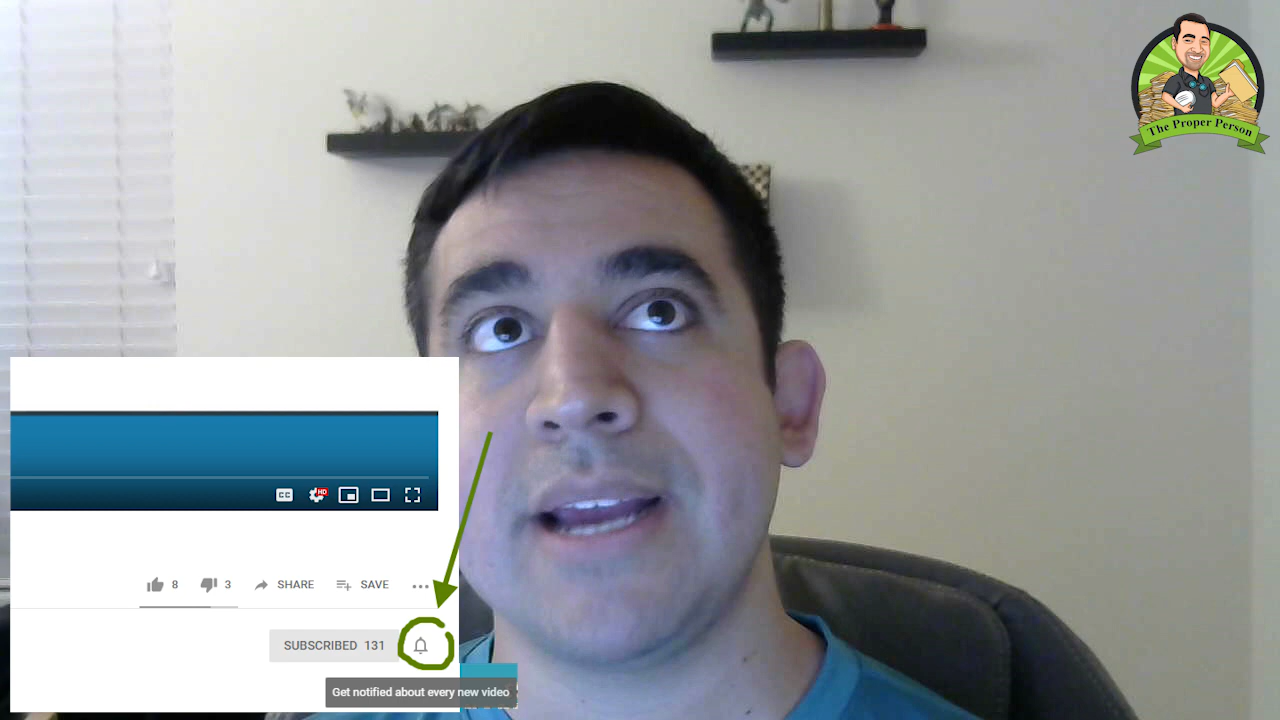 The Proper Person
CC
HD
8
3
SHARE
SAVE
SUBSCRIBED 131
Get notified about every new video